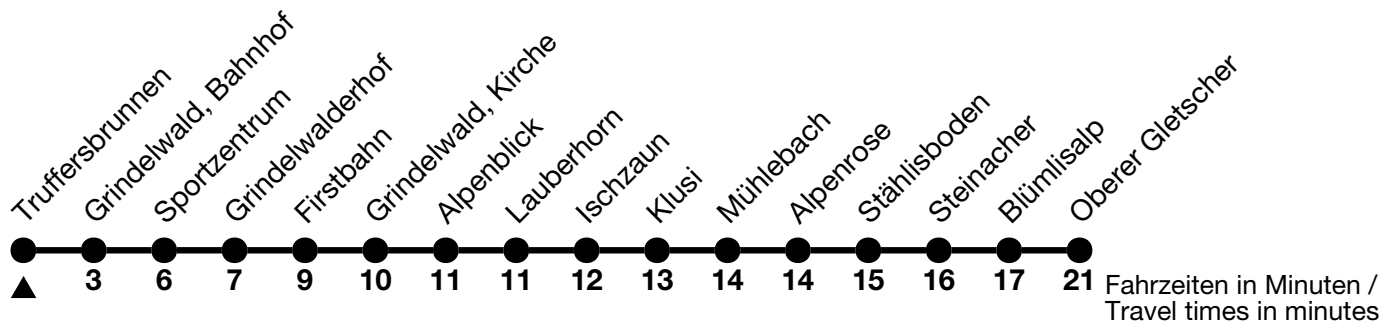 Truffersbrunnen
Grindelwald, Bahnhof
Sportzentrum
Grindelwalderhof
Firstbahn
Grindelwald, Kirche
Alpenblick
Lauberhorn
Ischzaun
Klusi
Mühlebach
Alpenrose
Stählisboden
Steinacher
Blümlisalp
Oberer Gletscher
3 6 7 9 10 11 11 12 13 14 14 15 16 17 21
Fahrzeiten in Minuten /
Travel times in minutes